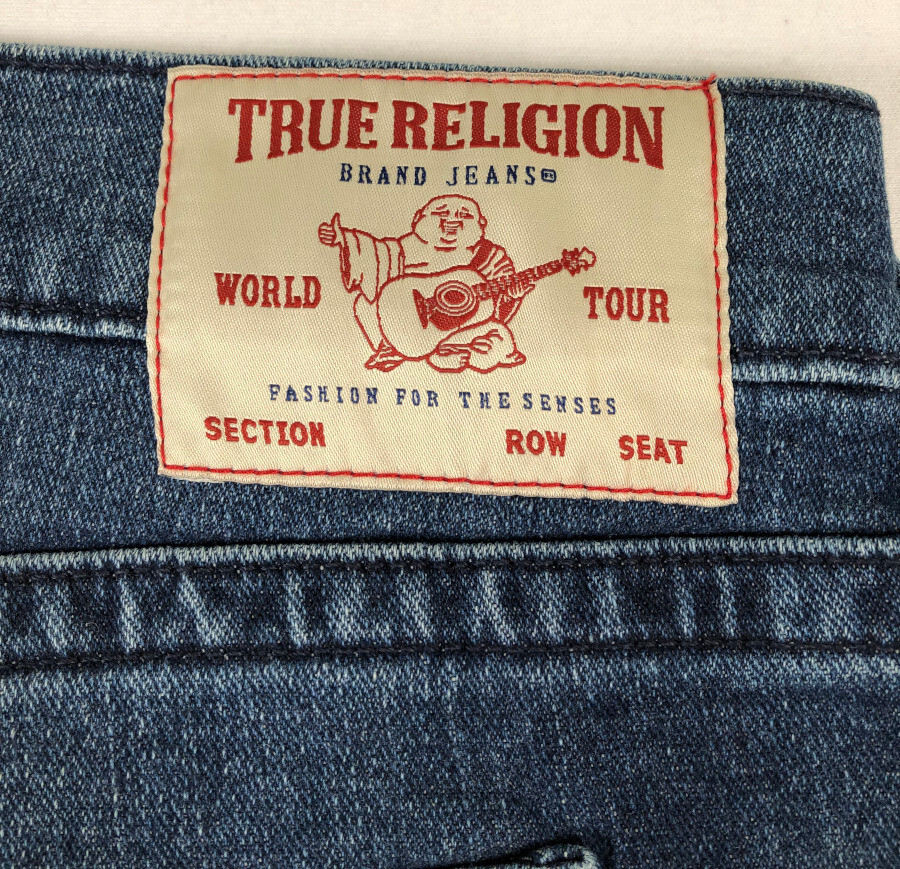 TRUE RELIGION
BRAND JEANS®
WORLD TOUR
FASHION FOR THE SENSES
SECTION ROW SEAT